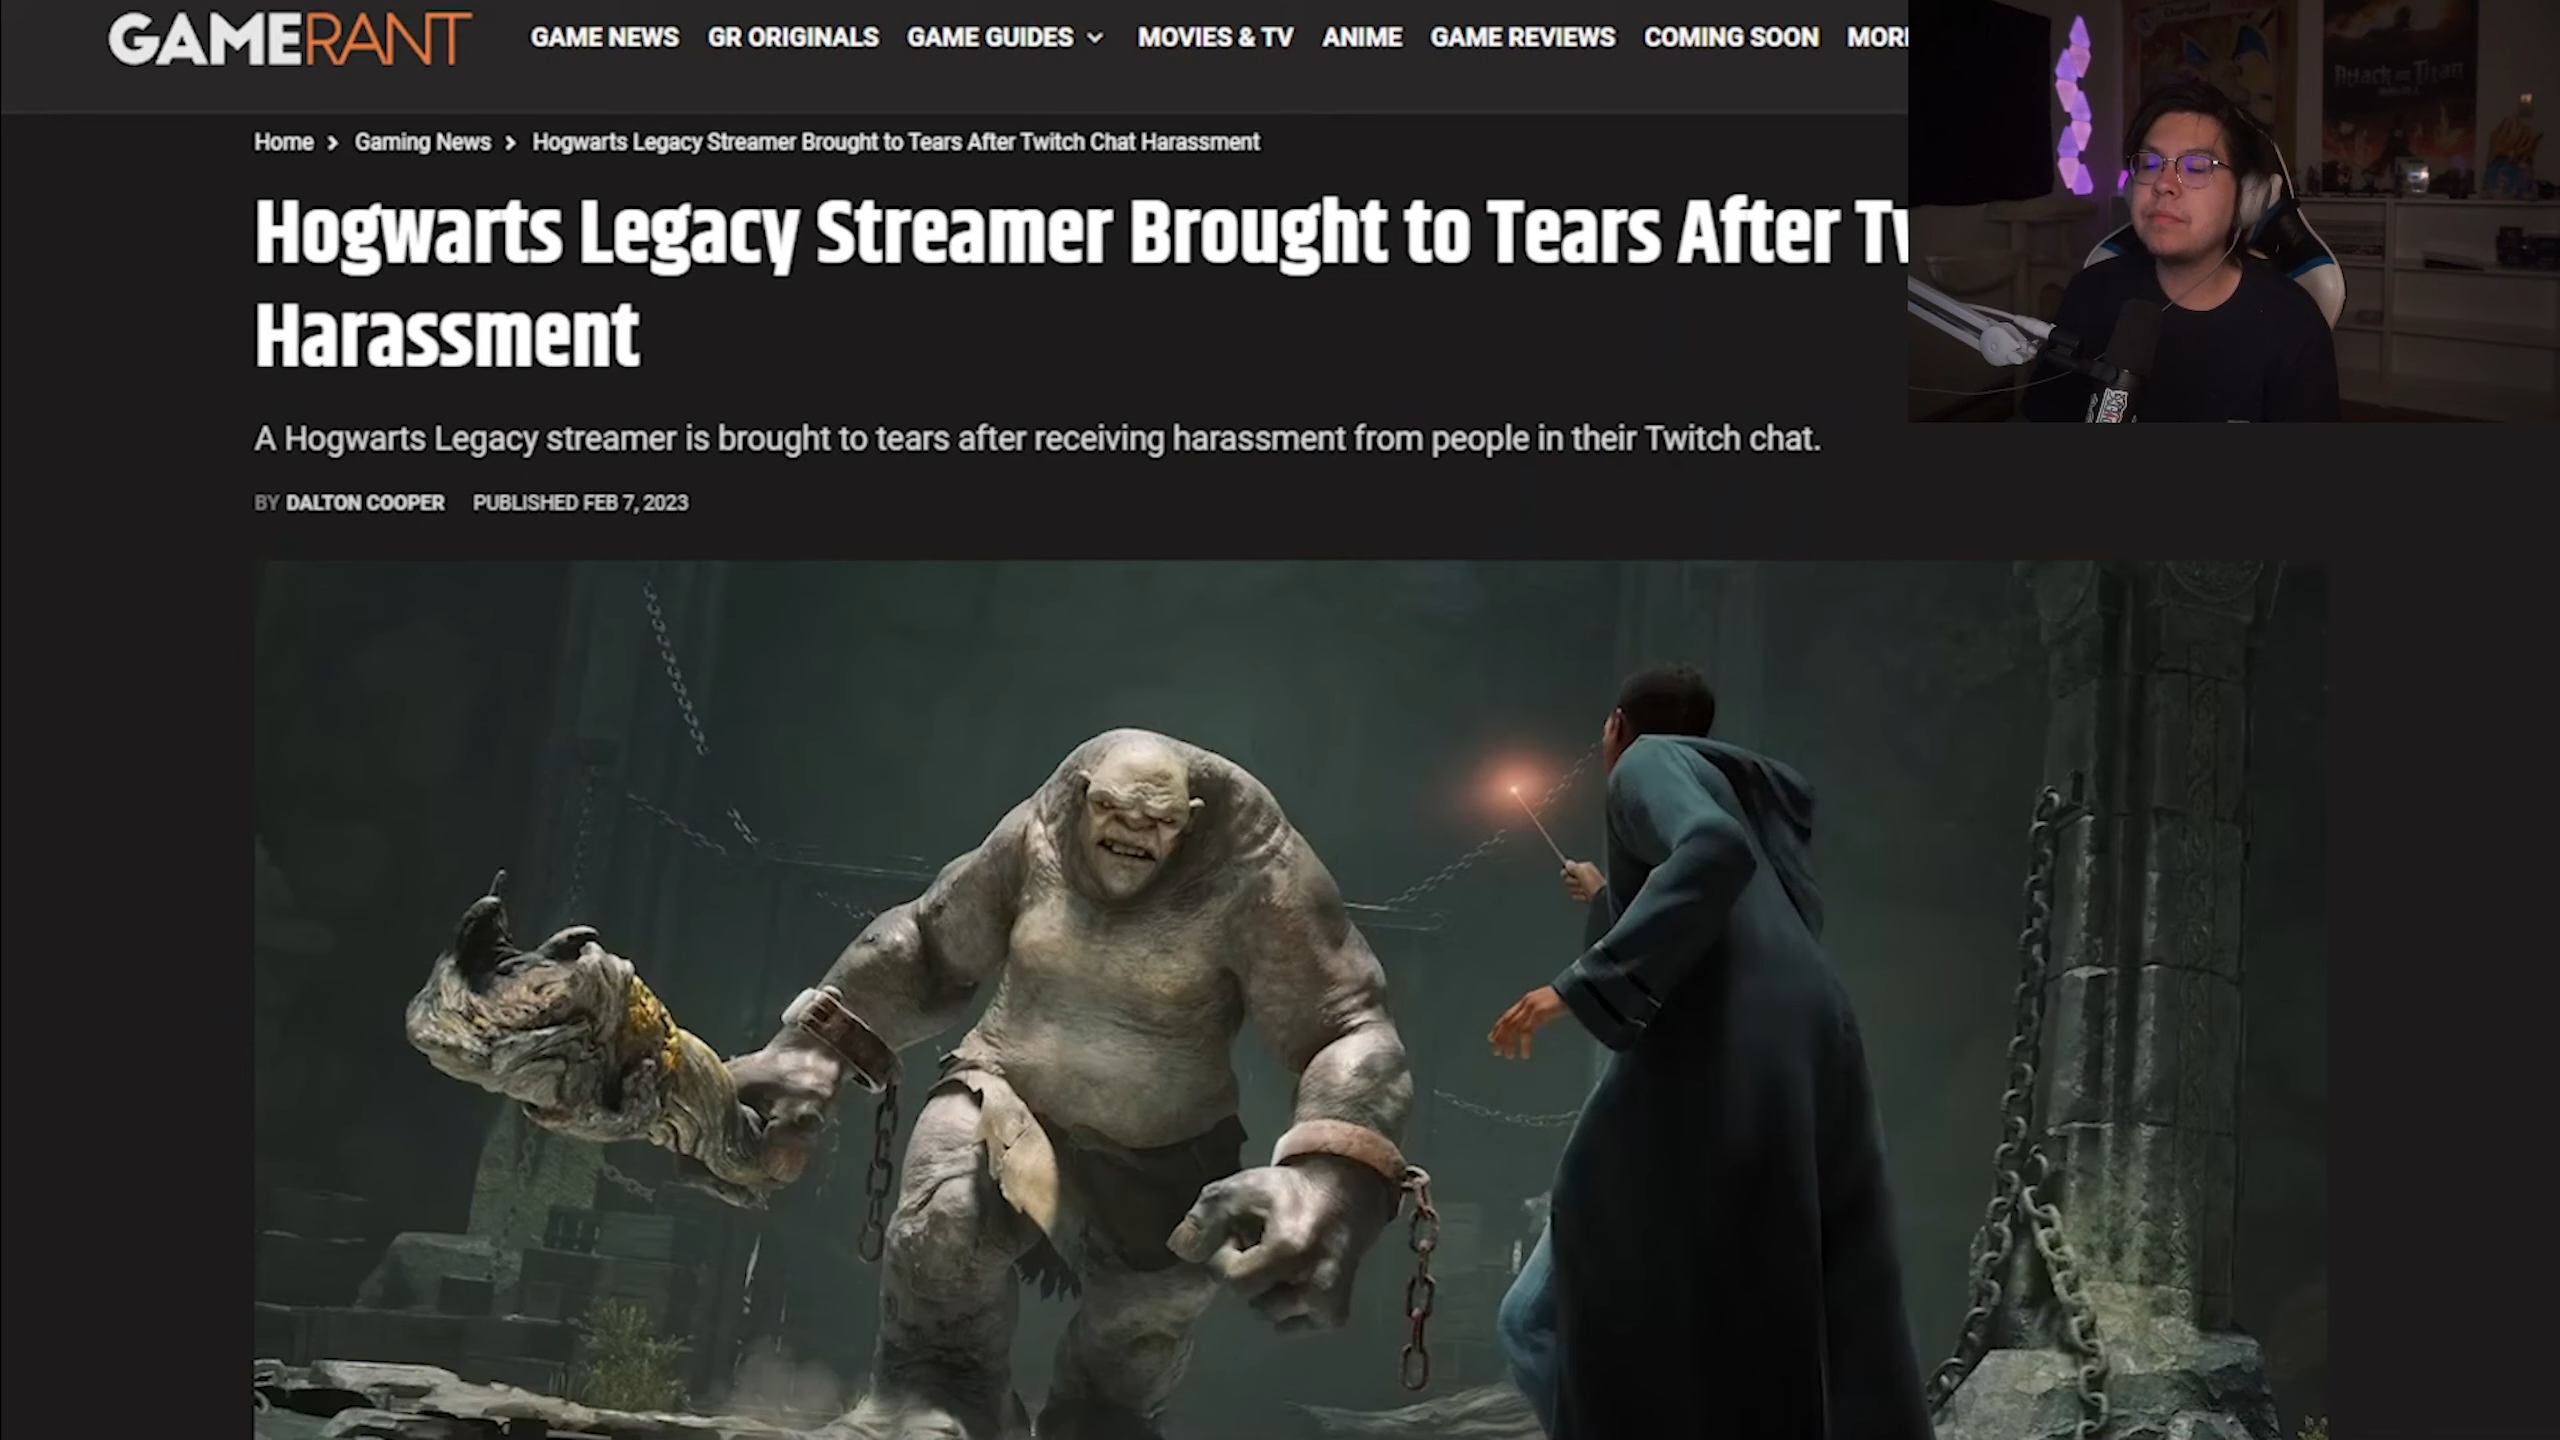 GAMERANT
GAME NEWS GR ORIGINALS GAME GUIDES MOVIES & TV ANIME GAME REVIEWS COMING SOON
Home > Gaming News > Hogwarts Legacy Streamer Brought to Tears After Twitch Chat Harassment
Hogwarts Legacy Streamer Brought to Tears After
Harassment
A Hogwarts Legacy streamer is brought to tears after receiving harassment from people in their Twitch chat.
BY DALTON COOPER PUBLISHED FEB 7, 2023
Attack on Titan